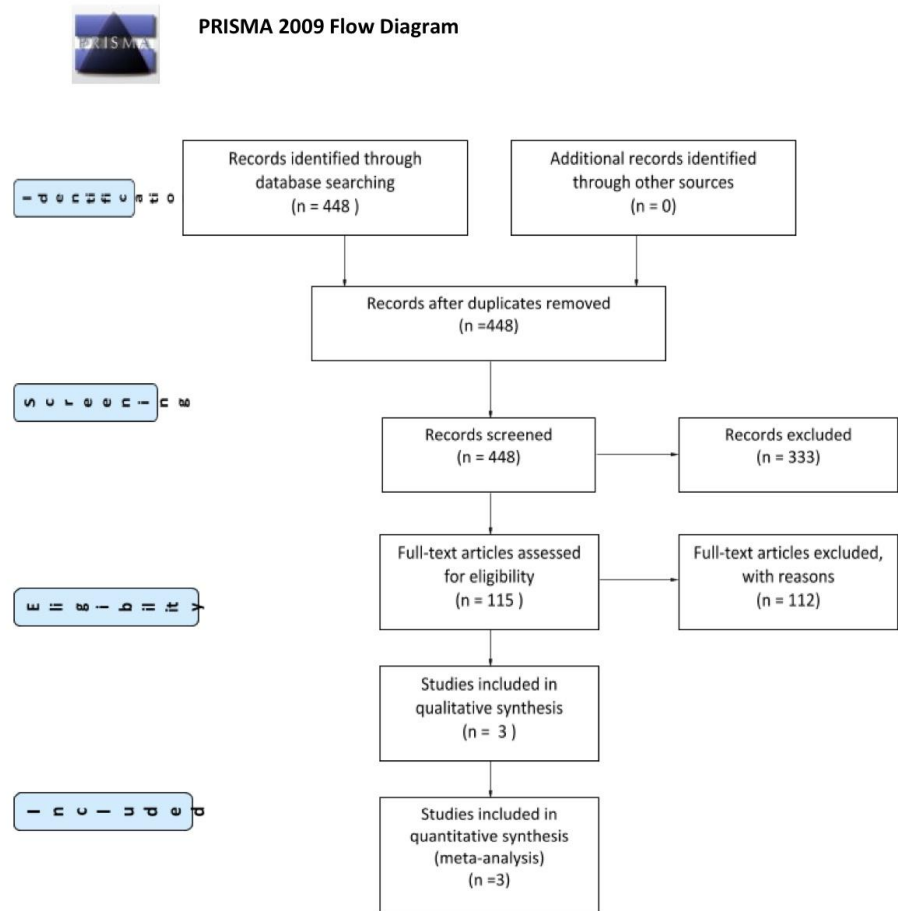 PRISMA
PRISMA 2009 Flow Diagram
Records identified through
database searching
(n = 448 )
Additional records identified
through other sources
(n = 0)
Identificatio
Records after duplicates removed
(n =448)
Screening
Records screened
(n = 448)
Records excluded
(n = 333)
Full-text articles assessed
for eligibility
(n = 115 )
Full-text articles excluded,
with reasons
(n = 112)
Eligibility
Studies included in
qualitative synthesis
(n = 3 )
Included
Studies included in
quantitative synthesis
(meta-analysis)
(n =3)